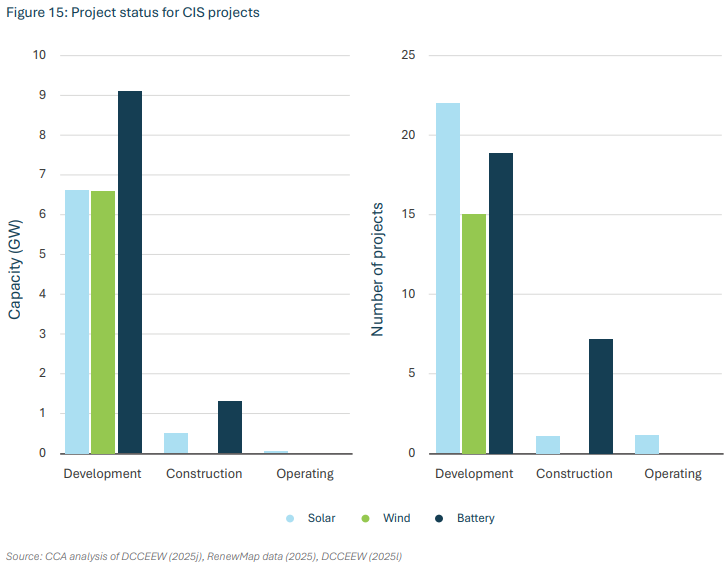 Figure 15: Project status for CIS projects
Capacity (GW)
10
9
8
7
6
5
4
3
2
1
0
Development Construction Operating
Number of projects
25
20
15
10
5
0
Development Construction Operating
Solar Wind Battery
Source: CCA analysis of DCCEEW (2025j), RenewMap data (2025), DCCEEW (2025l)